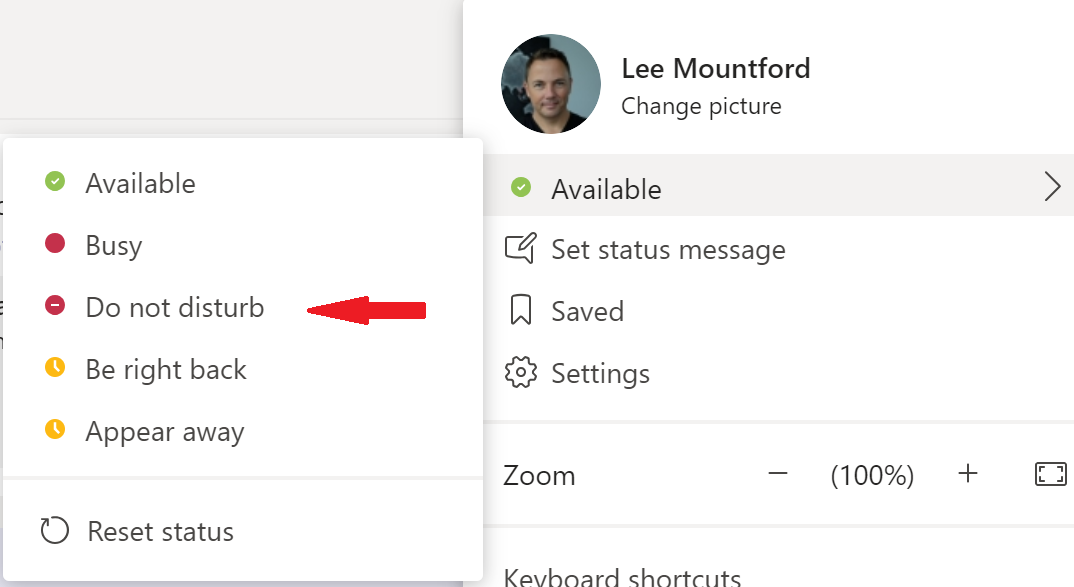 Lee Mountford
Change picture
Available
Set status message
Saved
Settings
Zoom
(100%)
Keyboard shortcuts
Available
Busy
Do not disturb
Be right back
Appear away
Reset status